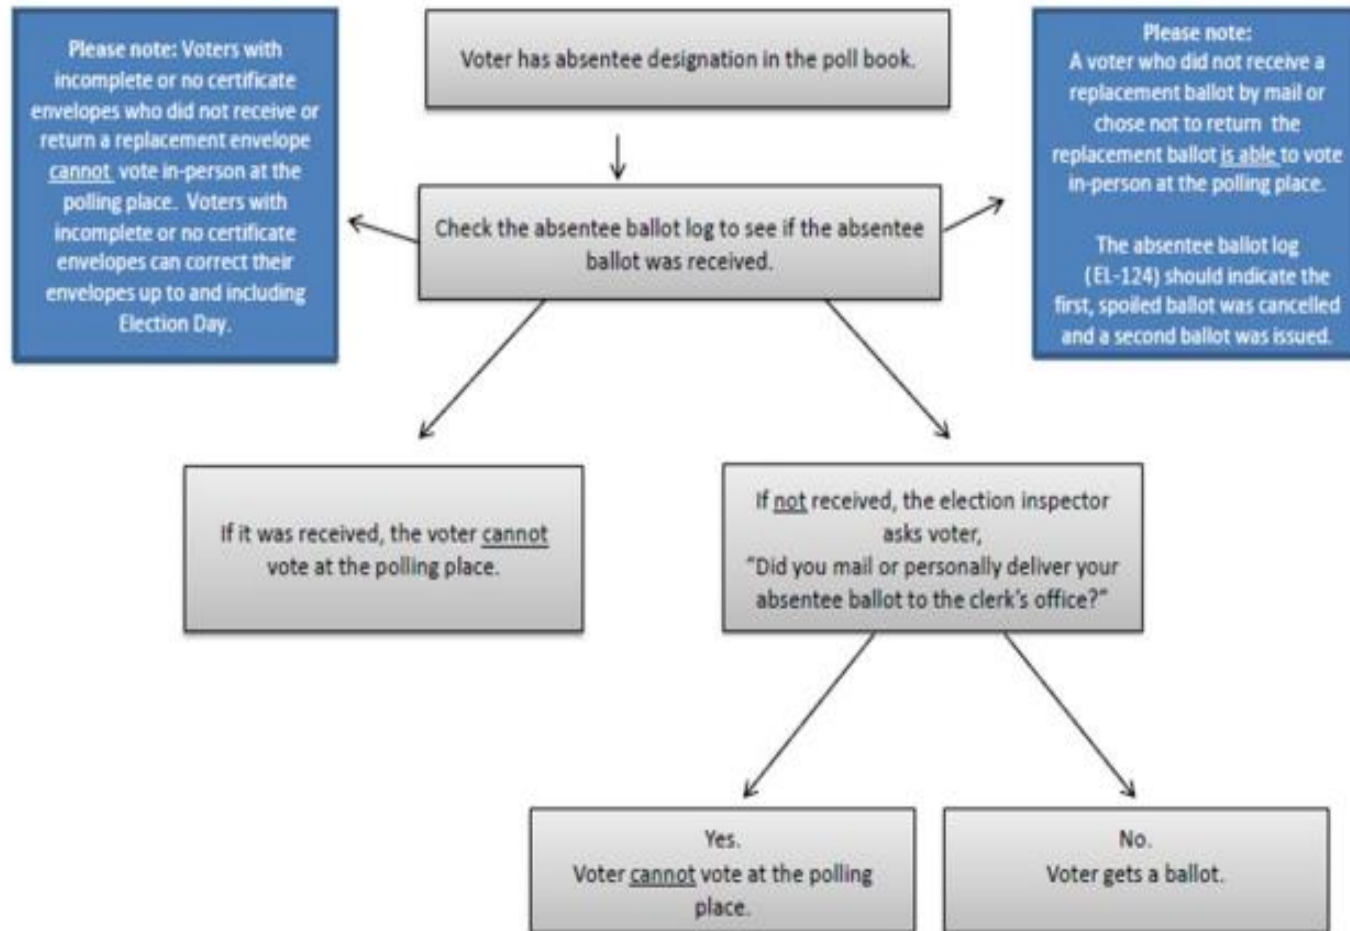 Please note: Voters with
incomplete or no certificate
envelopes who did not receive or
return a replacement envelope
cannot vote in-person at the
polling place. Voters with
incomplete or no certificate
envelopes can correct their
envelopes up to and including
Election Day.
Voter has absentee designation in the poll book.
Please note:
A voter who did not receive a
replacement ballot by mail or
chose not to return the
replacement ballot is able to vote
in-person at the polling place.
The absentee ballot log
(EL-124) should indicate the
first, spoiled ballot was cancelled
and a second ballot was issued.
Check the absentee ballot log to see if the absentee
ballot was received.
If it was received, the voter cannot
vote at the polling place.
If not received, the election inspector
asks voter,
“Did you mail or personally deliver your
absentee ballot to the clerk’s office?”
Yes.
Voter cannot vote at the polling
place.
No.
Voter gets a ballot.